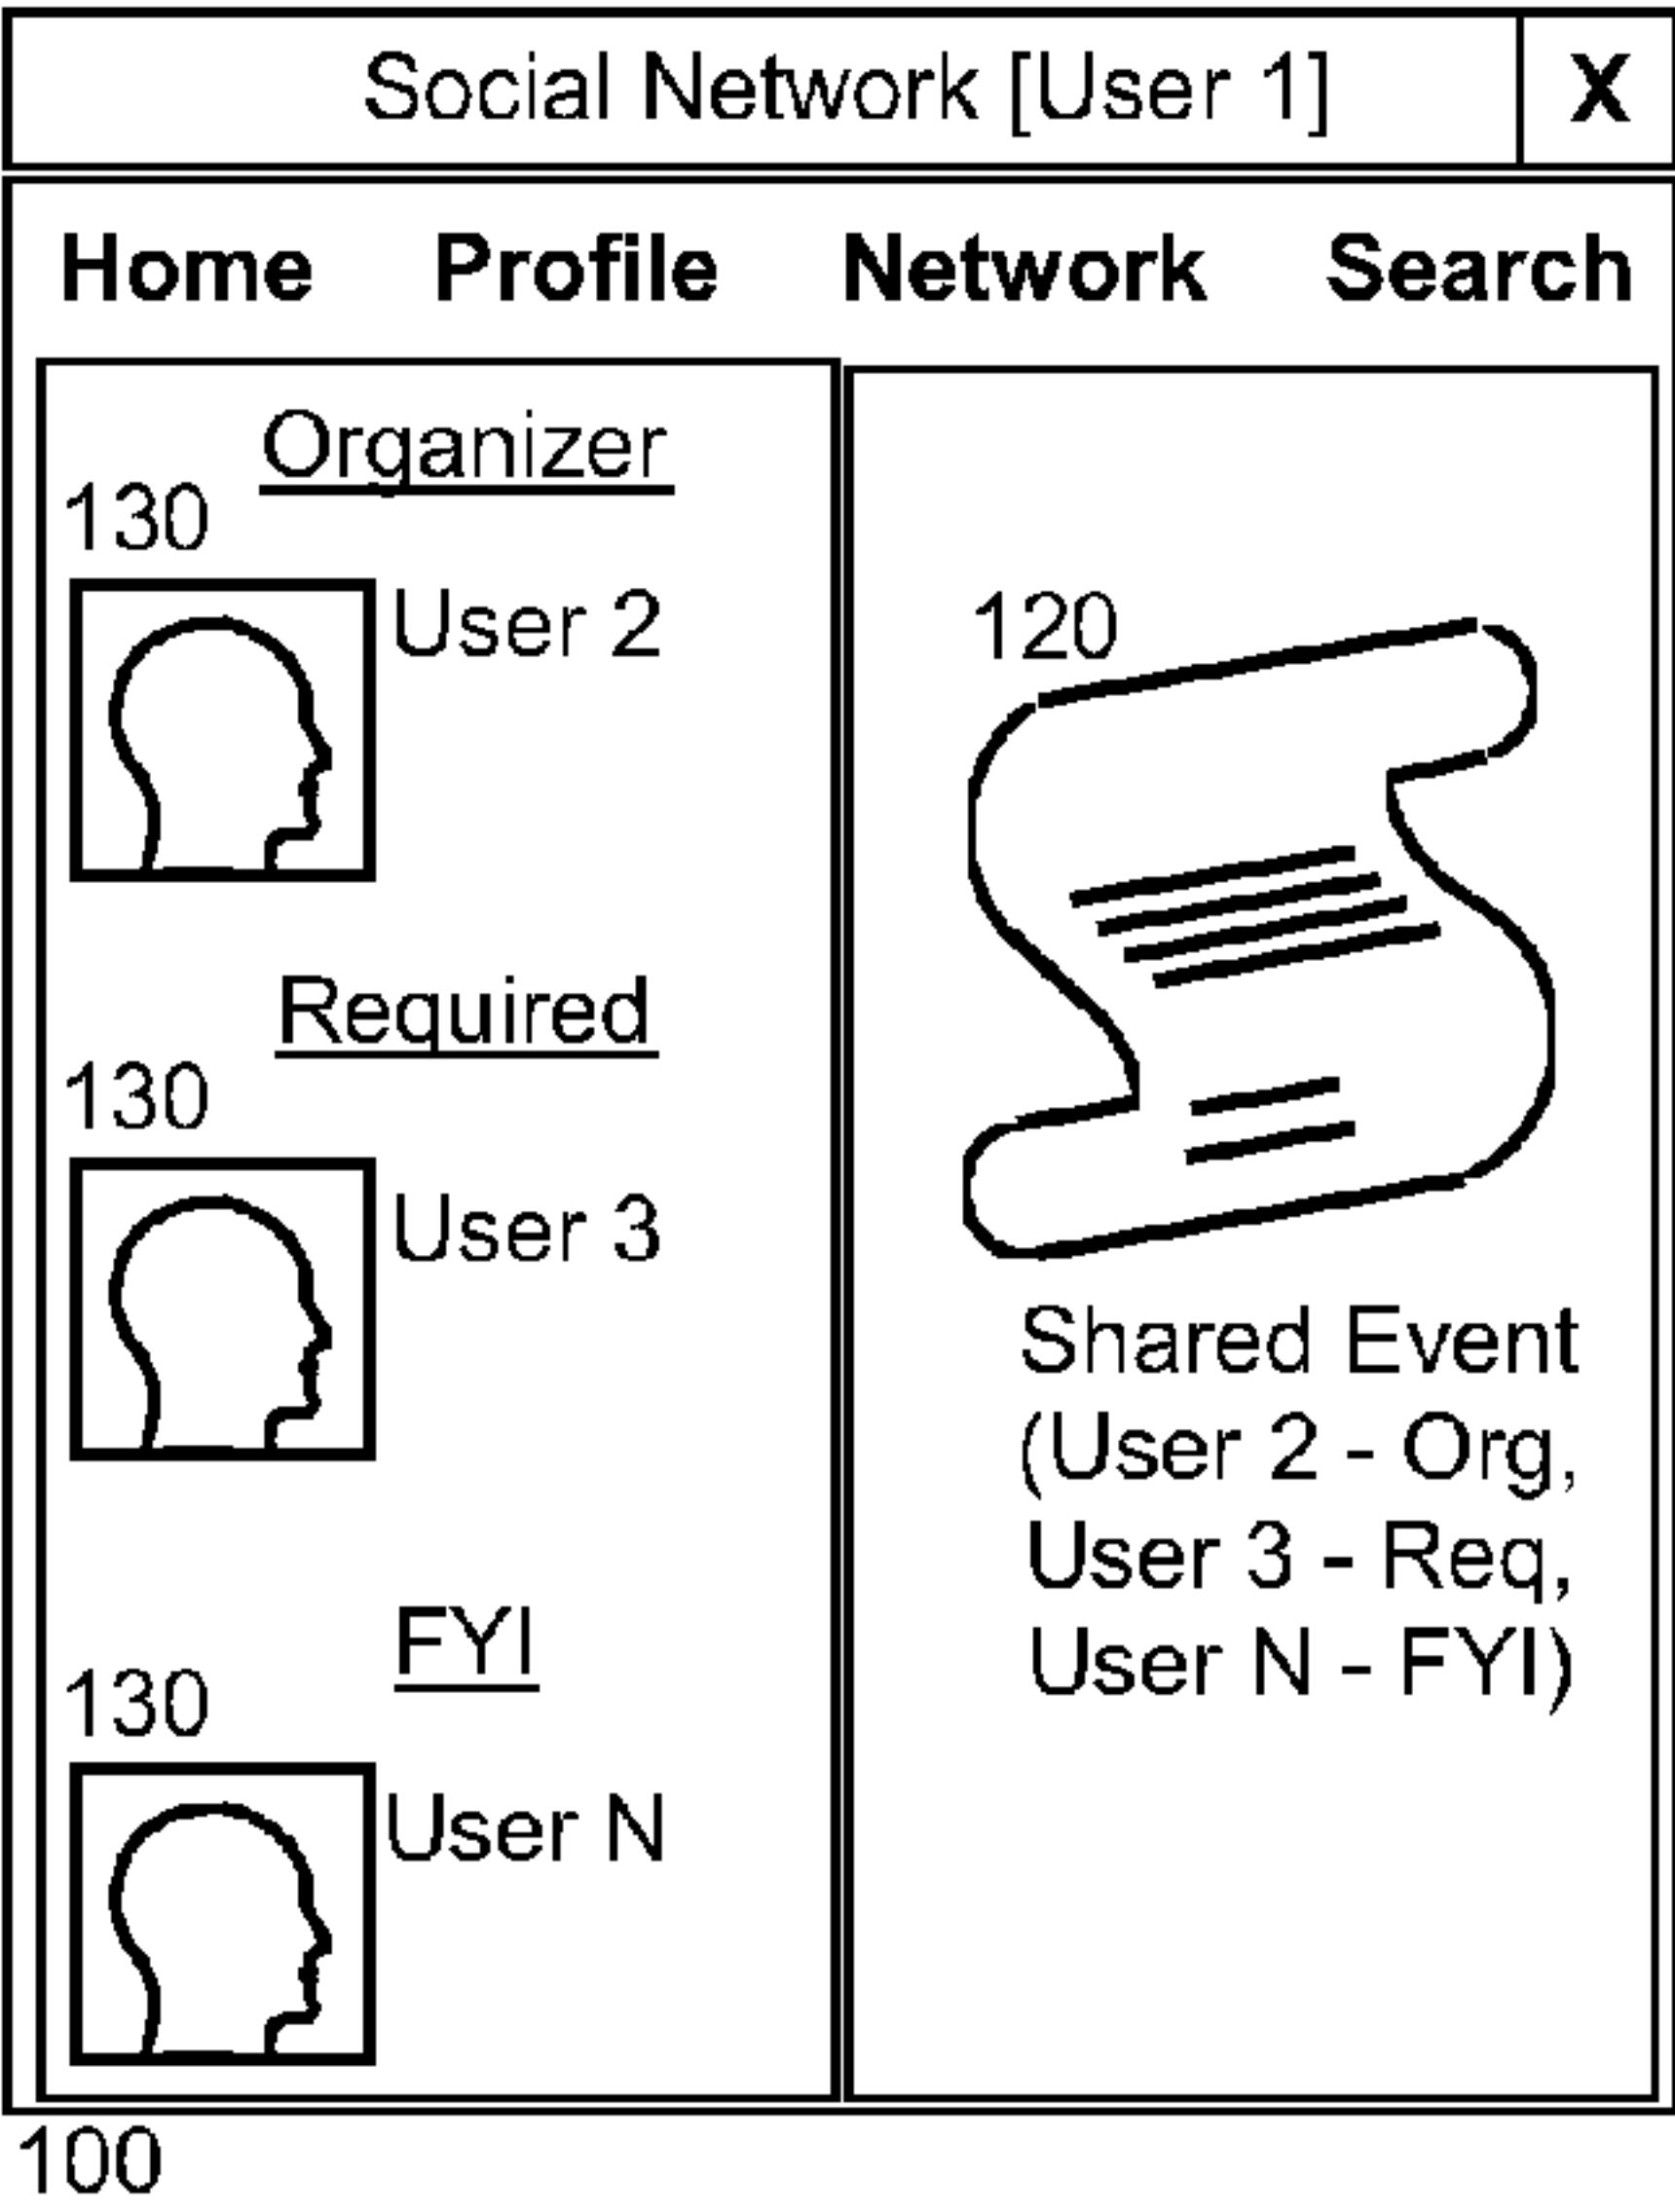 Social Network [User 1] X
Home Profile Network Search
Organizer
130
User 2
Required
130
User 3
FYI
130
User N
120
Shared Event
(User 2 - Org,
User 3 - Req,
User N - FYI)
100